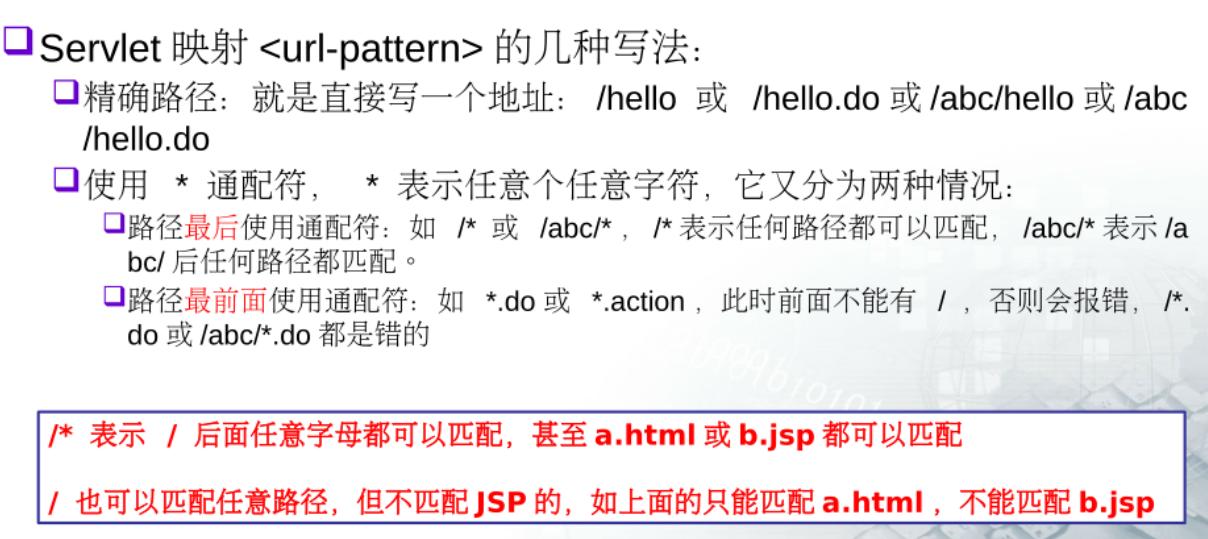 Servlet 映射 <url-pattern> 的几种写法：
精确路径：就是直接写一个地址： /hello 或 /hello.do 或 /abc/hello 或 /abc
/hello.do
使用 * 通配符， * 表示任意个任意字符，它又分为两种情况：
路径最后使用通配符：如 /* 或 /abc/* ，/* 表示任何路径都可以匹配， /abc/* 表示 /a
bc/ 后任何路径都匹配。
路径最前面使用通配符：如 *.do 或 *.action ，此时前面不能有 / ，否则会报错， /*.
do 或 /abc/*.do 都是错的
/* 表示 / 后面任意字母都可以匹配，甚至 a.html 或 b.jsp 都可以匹配
/ 也可以匹配任意路径，但不匹配 JSP 的，如上面的只能匹配 a.html ，不能匹配 b.jsp